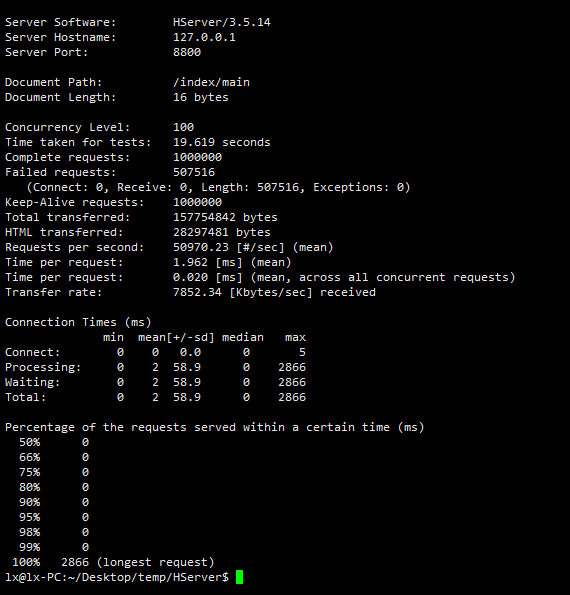 Server Software:        HServer/3.5.14
Server Hostname:        127.0.0.1
Server Port:            8800

Document Path:          /index/main
Document Length:        16 bytes

Concurrency Level:      100
Time taken for tests:   19.619 seconds
Complete requests:      1000000
Failed requests:        507516
   (Connect: 0, Receive: 0, Length: 507516, Exceptions: 0)
Keep-Alive requests:    1000000
Total transferred:      157754842 bytes
HTML transferred:       28297481 bytes
Requests per second:    50970.23 [#/sec] (mean)
Time per request:       1.962 [ms] (mean)
Time per request:       0.020 [ms] (mean, across all concurrent requests)
Transfer rate:          7852.34 [Kbytes/sec] received

Connection Times (ms)
              min  mean[+/-sd] median   max
Connect:        0    0   0.0      0       5
Processing:     0    2  58.9      0    2866
Waiting:        0    2  58.9      0    2866
Total:          0    2  58.9      0    2866

Percentage of the requests served within a certain time (ms)
  50%      0
  66%      0
  75%      0
  80%      0
  90%      0
  95%      0
  98%      0
  99%      0
 100%   2866 (longest request)
lx@lx-PC:~/Desktop/temp/HServer$